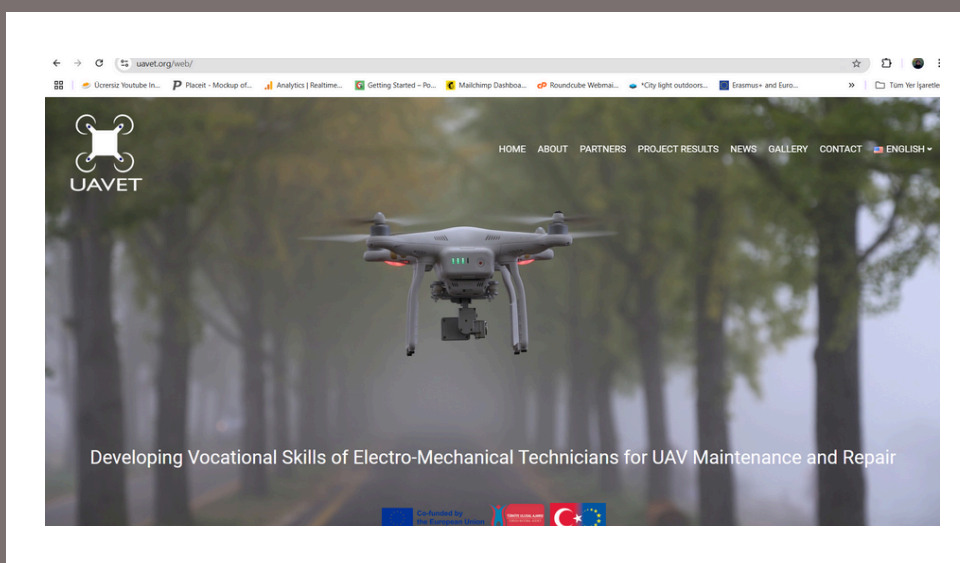 uavet.org/web/
Ücrersiz Youtube In... Placeit - Mockup of... Analytics | Realtime... Getting Started – Po... Mailchimp Dashboa... Roundcube Webmai... *City light outdoors... Erasmus+ and Euro... » Tüm Yer İşaretle
UAVET
HOME ABOUT PARTNERS PROJECT RESULTS NEWS GALLERY CONTACT ENGLISH
Developing Vocational Skills of Electro-Mechanical Technicians for UAV Maintenance and Repair
Co-funded by
the European Union